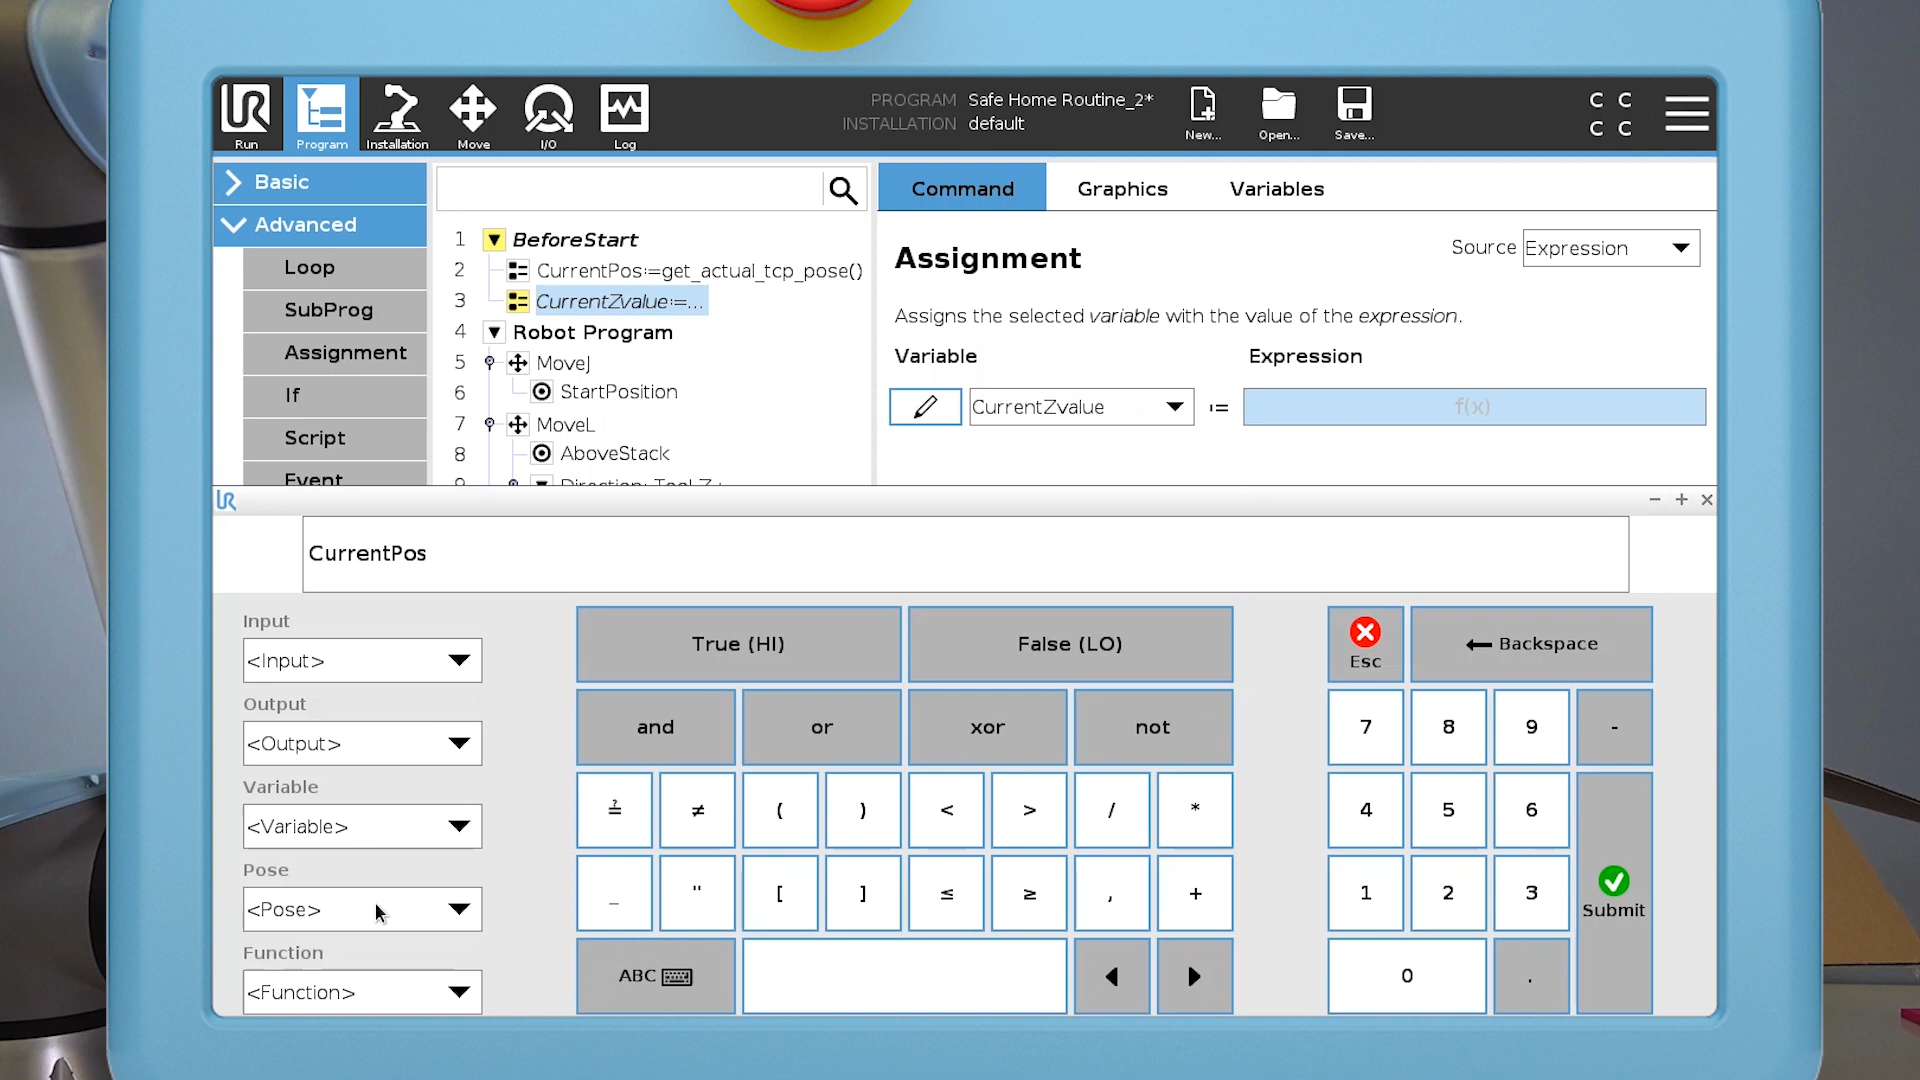 PROGRAM Safe Home Routine_2*
INSTALLATION default
Run Program Installation Move I/O Log New... Open... Save...
C C
C C
Basic
Advanced
Loop
SubProg
Assignment
If
Script
Event
1 BeforeStart
2 CurrentPos:=get_actual_tcp_pose()
3 CurrentZvalue:=...
4 Robot Program
5 MoveJ
6 StartPosition
7 MoveL
8 AboveStack
9 Direction: Tool Z+
Command Graphics Variables
Assignment
Source Expression
Assigns the selected variable with the value of the expression.
Variable Expression
CurrentZvalue := f(x)
UR
CurrentPos
Input
<Input>
Output
<Output>
Variable
<Variable>
Pose
<Pose>
Function
<Function>
True (HI) False (LO) Esc Backspace
and or xor not 7 8 9 -
≟ ≠ ( ) < > / * 4 5 6
_ " [ ] ≤ ≥ , + 1 2 3 Submit
ABC 0 .